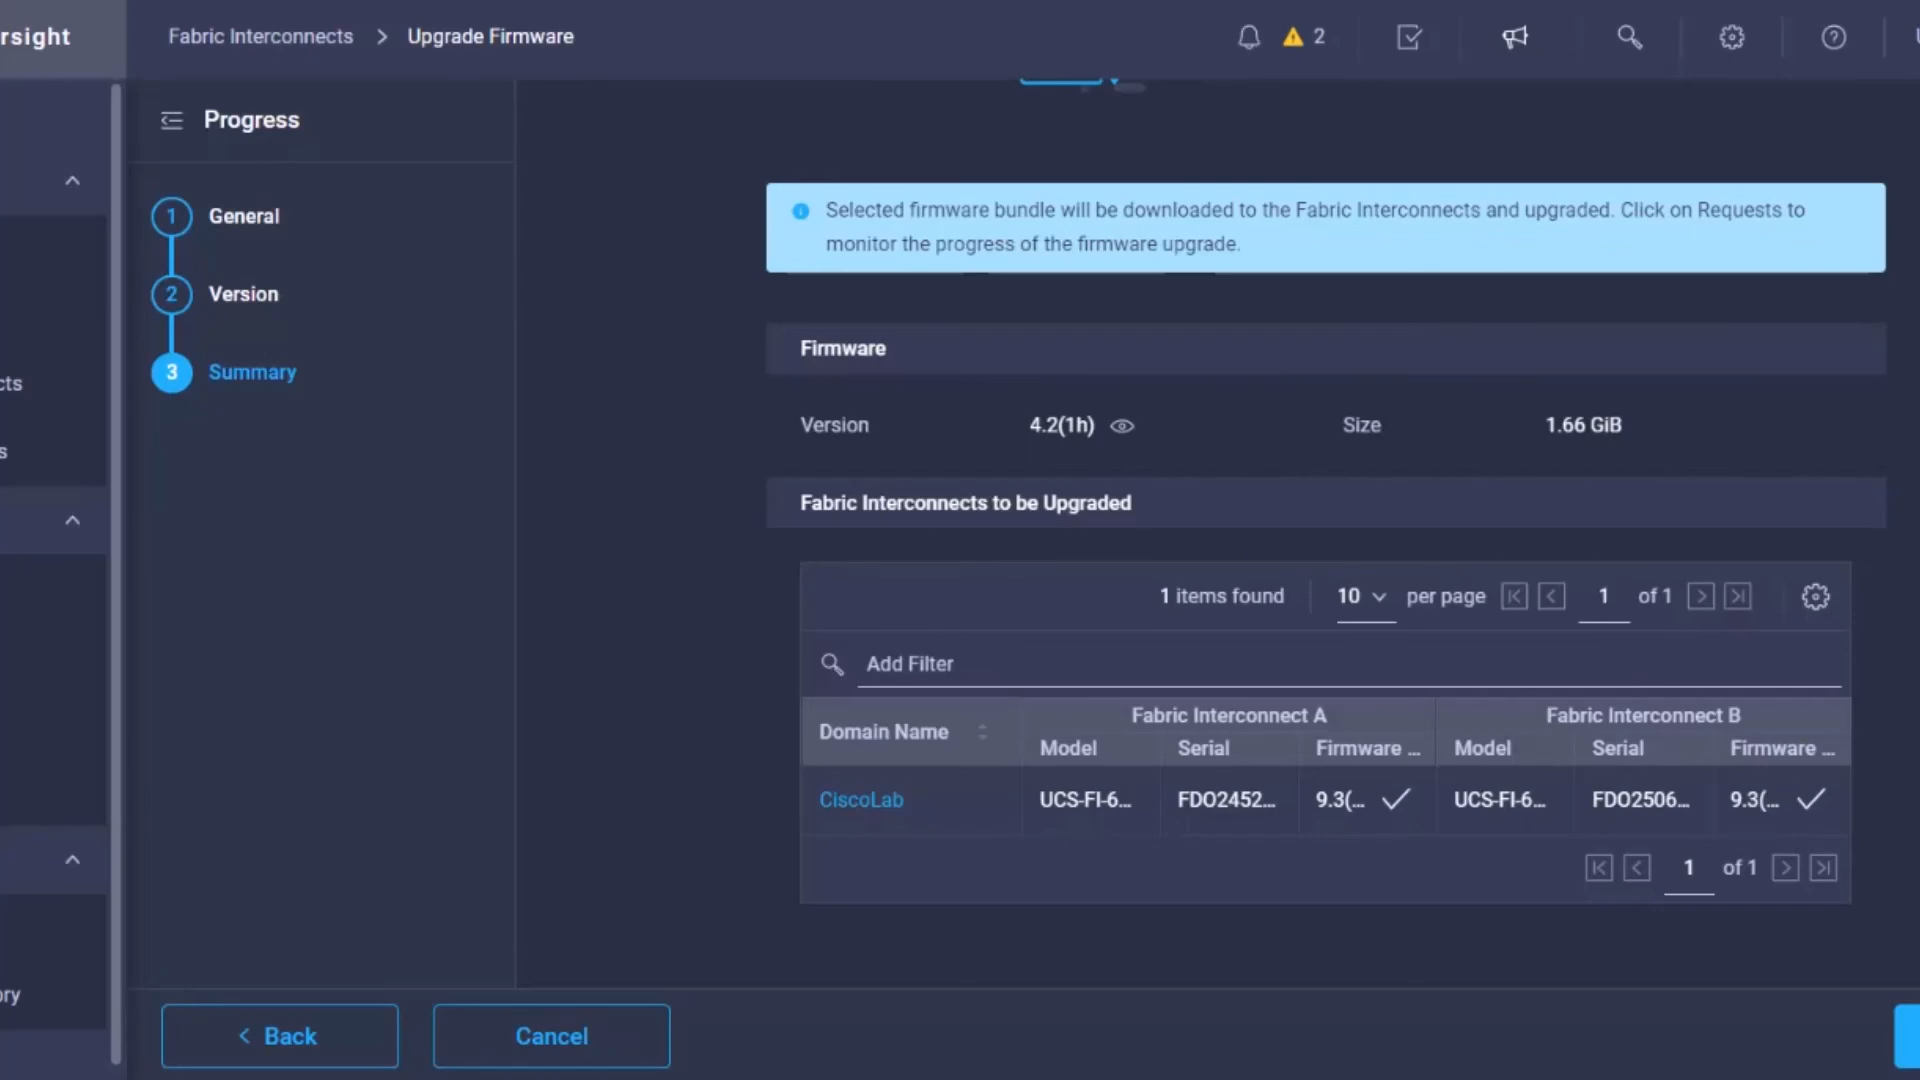 rsight
Fabric Interconnects > Upgrade Firmware
2
Progress
1 General
2 Version
3 Summary
cts
s
ory
Selected firmware bundle will be downloaded to the Fabric Interconnects and upgraded. Click on Requests to
monitor the progress of the firmware upgrade.
Firmware
Version 4.2(1h) Size 1.66 GiB
Fabric Interconnects to be Upgraded
1 items found 10 per page 1 of 1
Add Filter
Domain Name Fabric Interconnect A Fabric Interconnect B
Model Serial Firmware ... Model Serial Firmware ...
CiscoLab UCS-FI-6... FDO2452... 9.3(... UCS-FI-6... FDO2506... 9.3(...
1 of 1
< Back Cancel